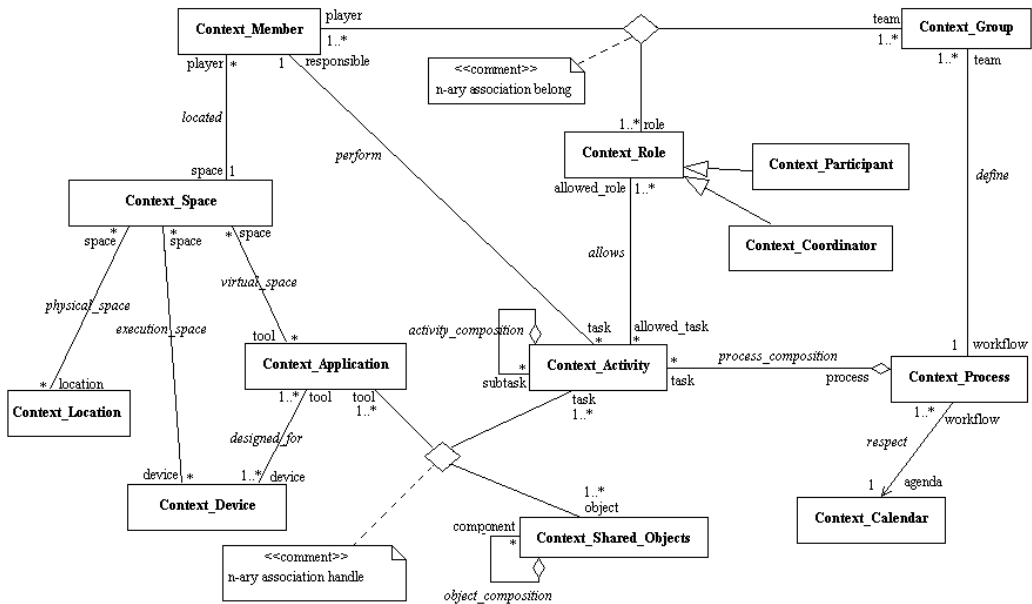 Context_Member
player
1..*
team
1..*
Context_Group
player
*
1
responsible
<<comment>>
n-ary association belong
1..*
team
located
1..*
role
perform
Context_Role
Context_Participant
define
space
1
allowed_role
1..*
Context_Space
Context_Coordinator
*
space
*
space
*
space
allows
physical_space
virtual_space
execution_space
activity_composition
tool
*
task
*
allowed_task
*
1
workflow
Context_Application
Context_Activity
*
process_composition
Context_Process
*
location
*
subtask
task
process
Context_Location
1..*
tool
tool
1..*
task
1..*
1..*
workflow
designed_for
respect
device
*
1..*
device
1
agenda
Context_Device
1..*
object
Context_Calendar
component
*
Context_Shared_Objects
<<comment>>
n-ary association handle
object_composition